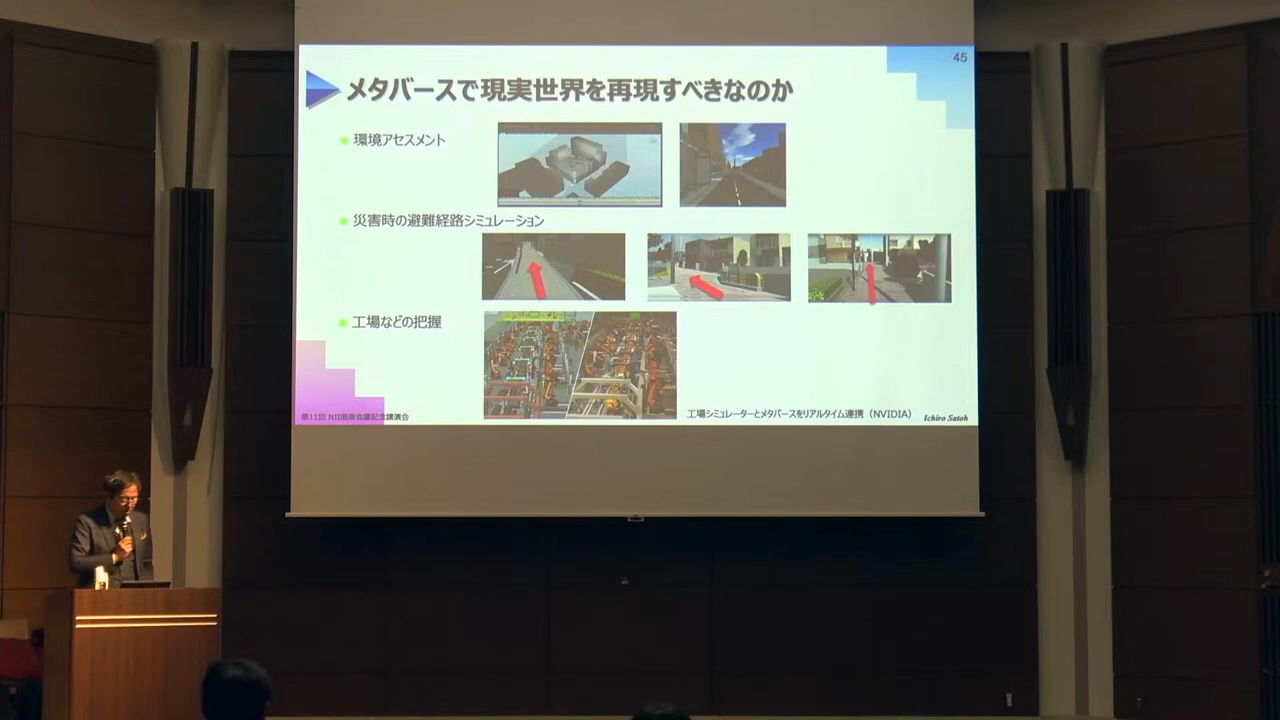 45
メタバースで現実世界を再現すべきなのか
環境アセスメント
災害時の避難経路シミュレーション
工場などの把握
工場シミュレーターとメタバースをリアルタイム連携（NVIDIA）
第11回 NII湘南会議記念講演会
Ichiro Satoh